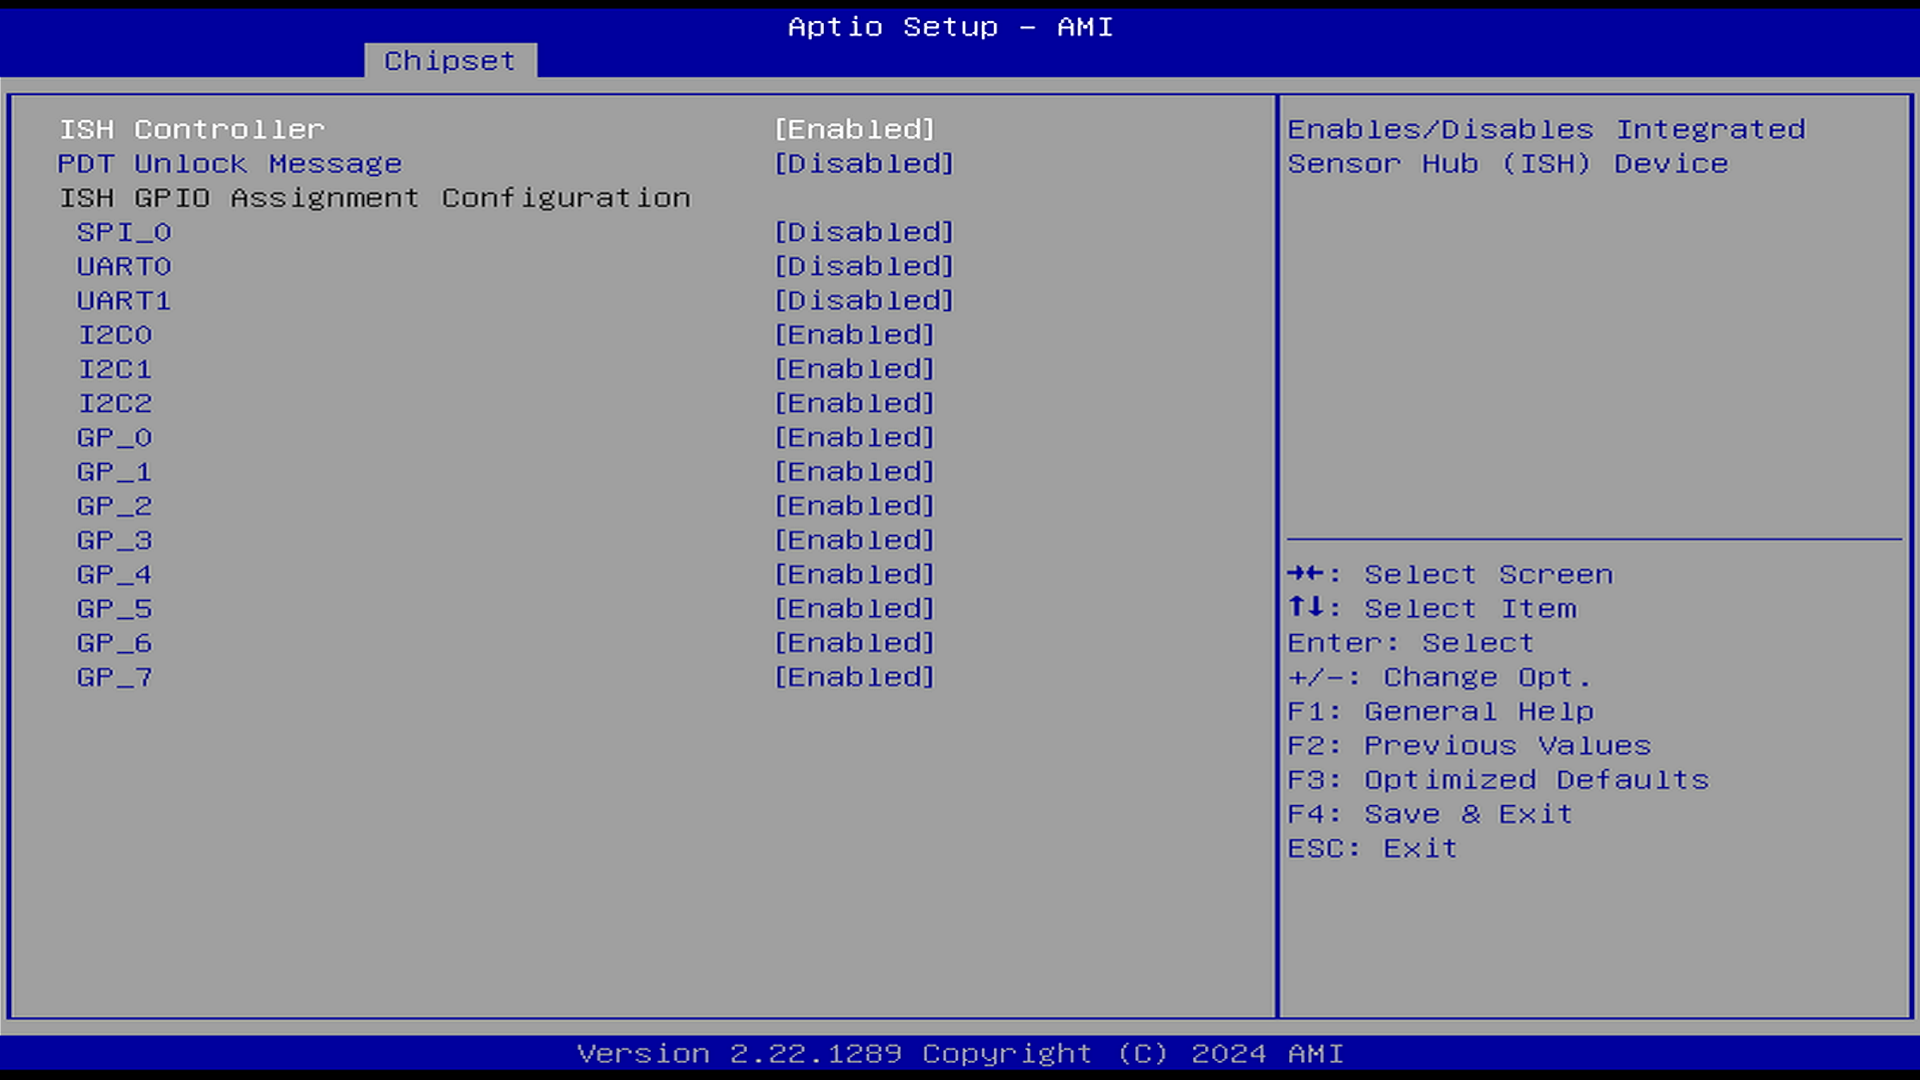 Aptio Setup – AMI
Chipset
ISH Controller [Enabled]
PDT Unlock Message [Disabled]
ISH GPIO Assignment Configuration
SPI_0 [Disabled]
UART0 [Disabled]
UART1 [Disabled]
I2C0 [Enabled]
I2C1 [Enabled]
I2C2 [Enabled]
GP_0 [Enabled]
GP_1 [Enabled]
GP_2 [Enabled]
GP_3 [Enabled]
GP_4 [Enabled]
GP_5 [Enabled]
GP_6 [Enabled]
GP_7 [Enabled]
Enables/Disables Integrated
Sensor Hub (ISH) Device
→←: Select Screen
↑↓: Select Item
Enter: Select
+/-: Change Opt.
F1: General Help
F2: Previous Values
F3: Optimized Defaults
F4: Save & Exit
ESC: Exit
Version 2.22.1289 Copyright (C) 2024 AMI